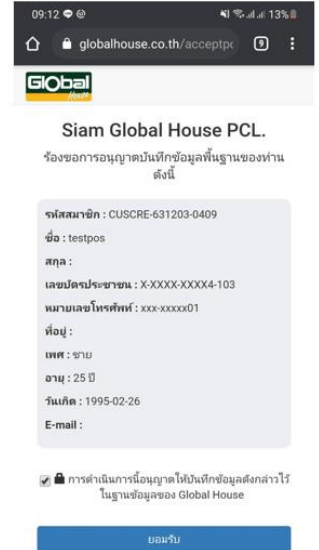 09:12
13%
globalhouse.co.th/acceptpc
9
Global
House
Siam Global House PCL.
ร้องขอการอนุญาตบันทึกข้อมูลพื้นฐานของท่าน
ดังนี้
รหัสสมาชิก : CUSCRE-631203-0409
ชื่อ : testpos
สกุล :
เลขบัตรประชาชน : X-XXXX-XXXX4-103
หมายเลขโทรศัพท์ : xxx-xxxxx01
ที่อยู่ :
เพศ : ชาย
อายุ : 25 ปี
วันเกิด : 1995-02-26
E-mail :
การดำเนินการนี้อนุญาตให้บันทึกข้อมูลดังกล่าวไว้
ในฐานข้อมูลของ Global House
ยอมรับ